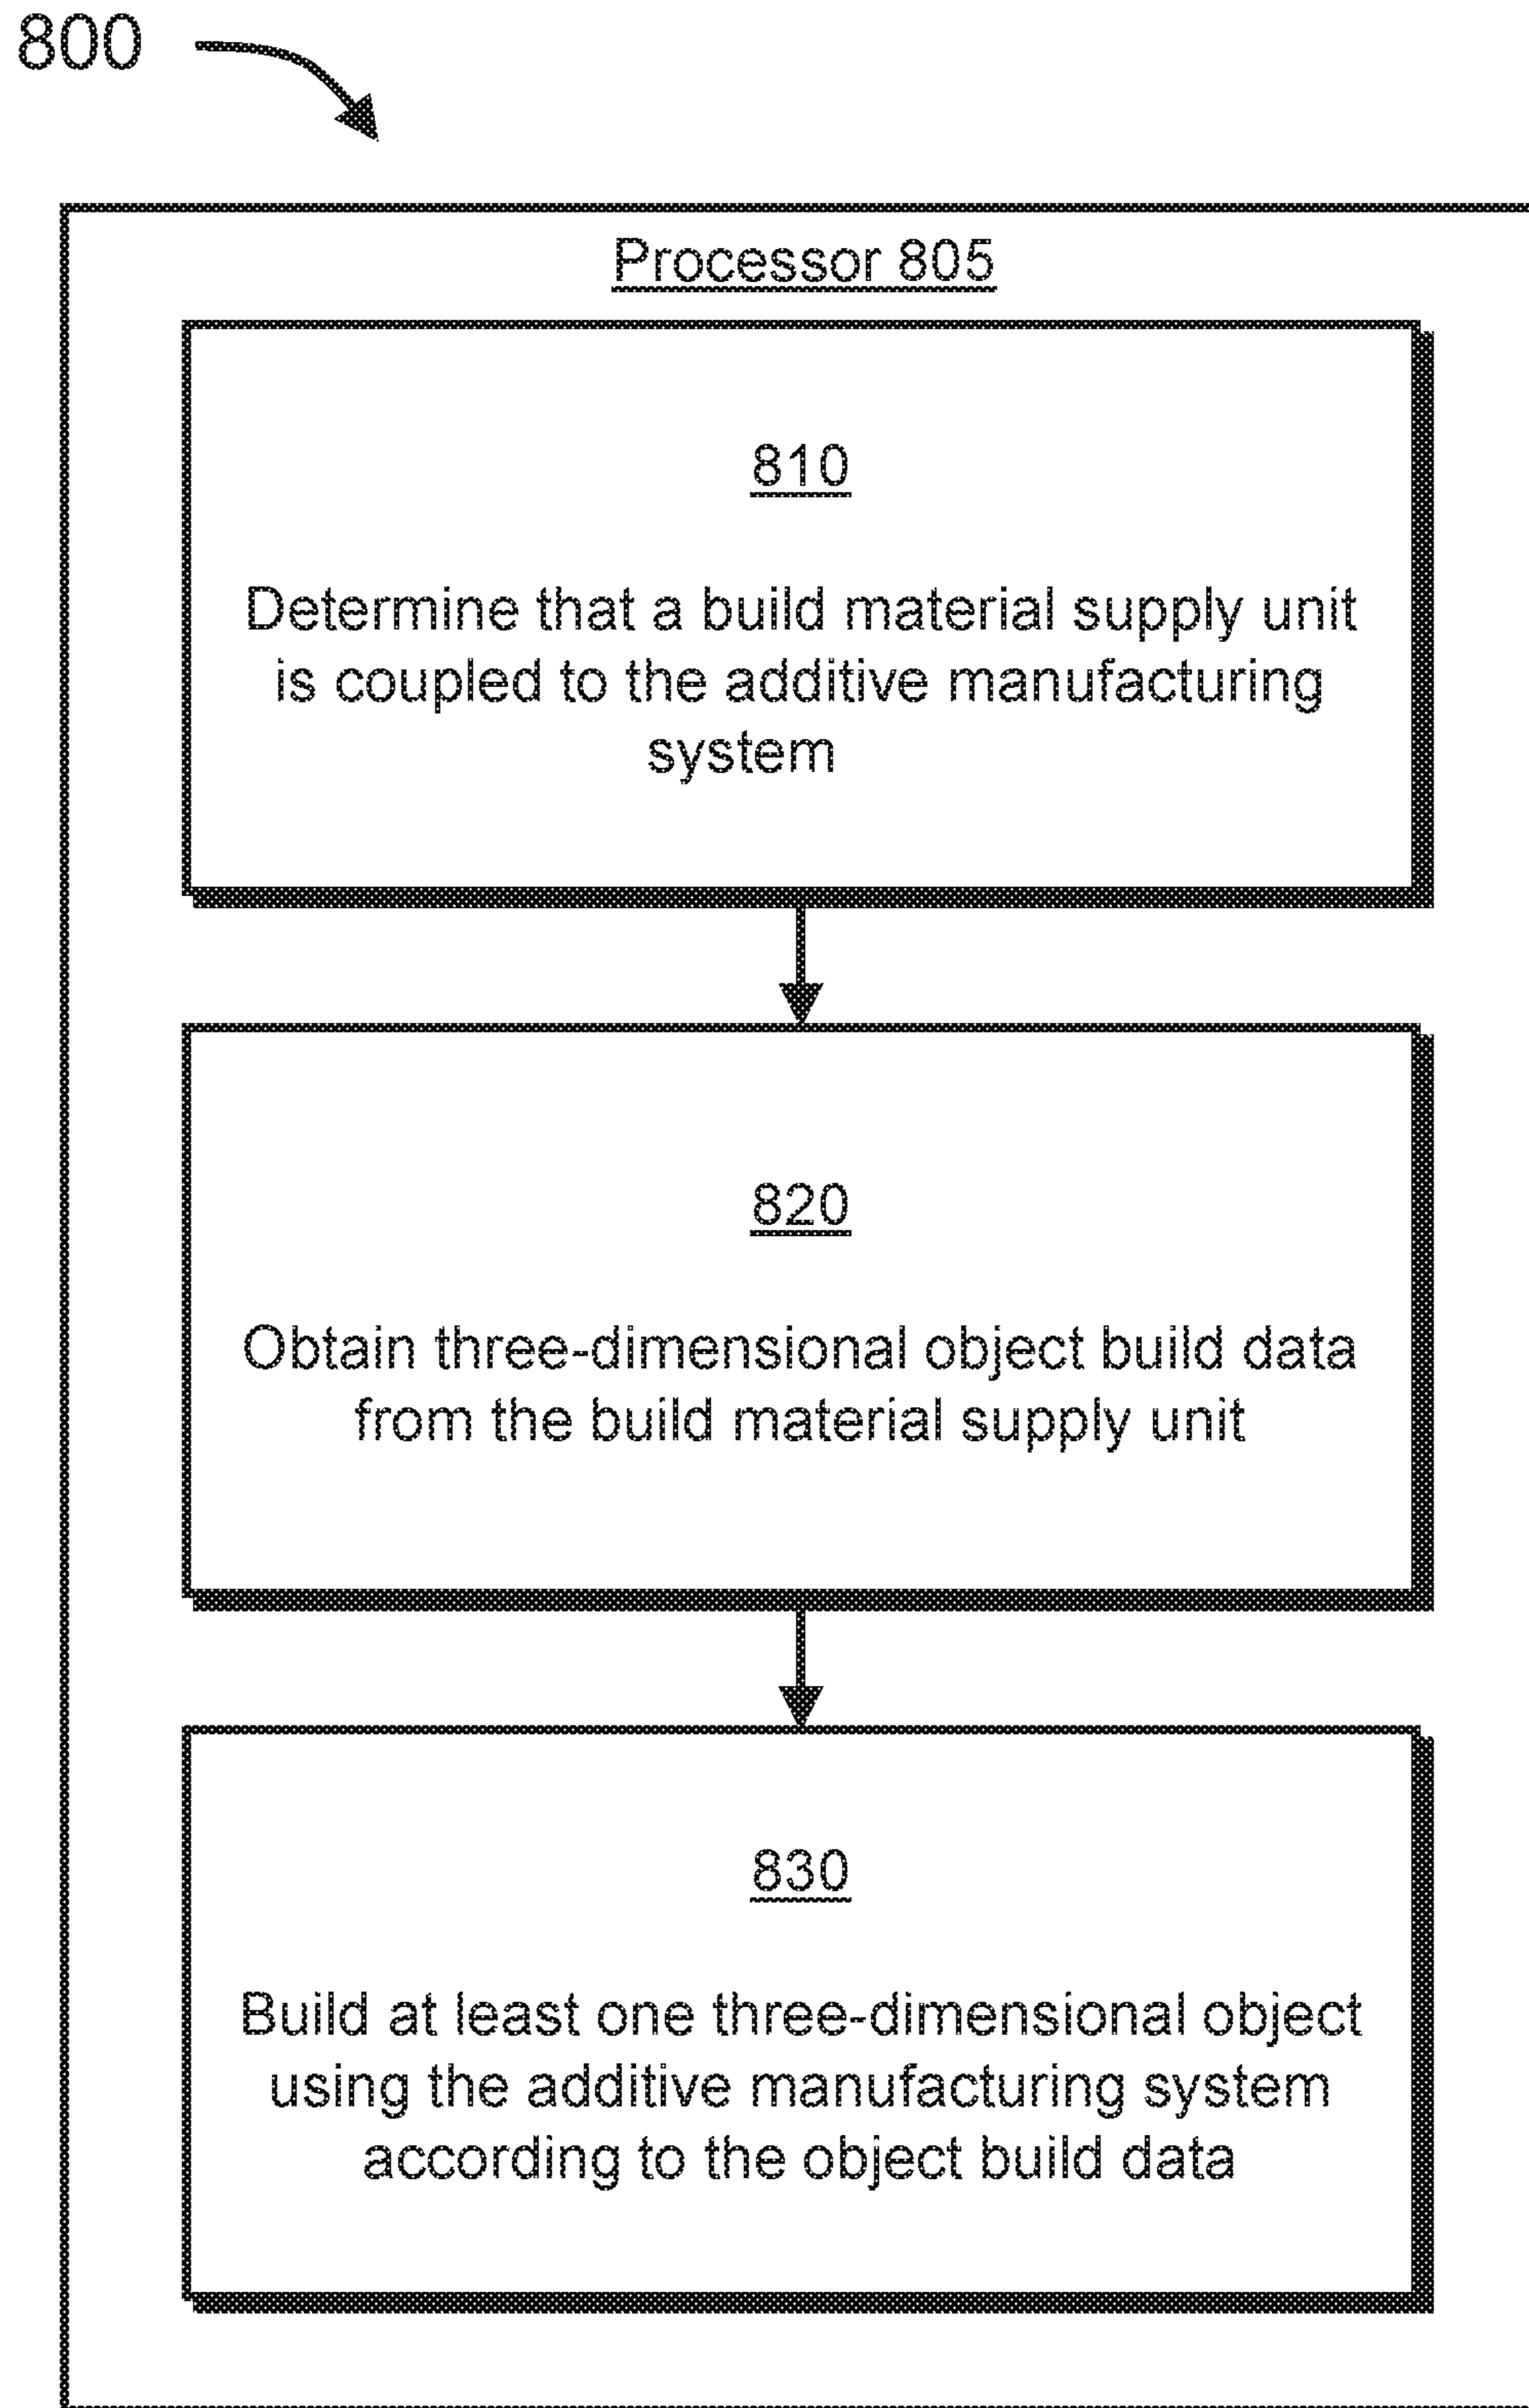 800
Processor 805
810
Determine that a build material supply unit
is coupled to the additive manufacturing
system
820
Obtain three-dimensional object build data
from the build material supply unit
830
Build at least one three-dimensional object
using the additive manufacturing system
according to the object build data